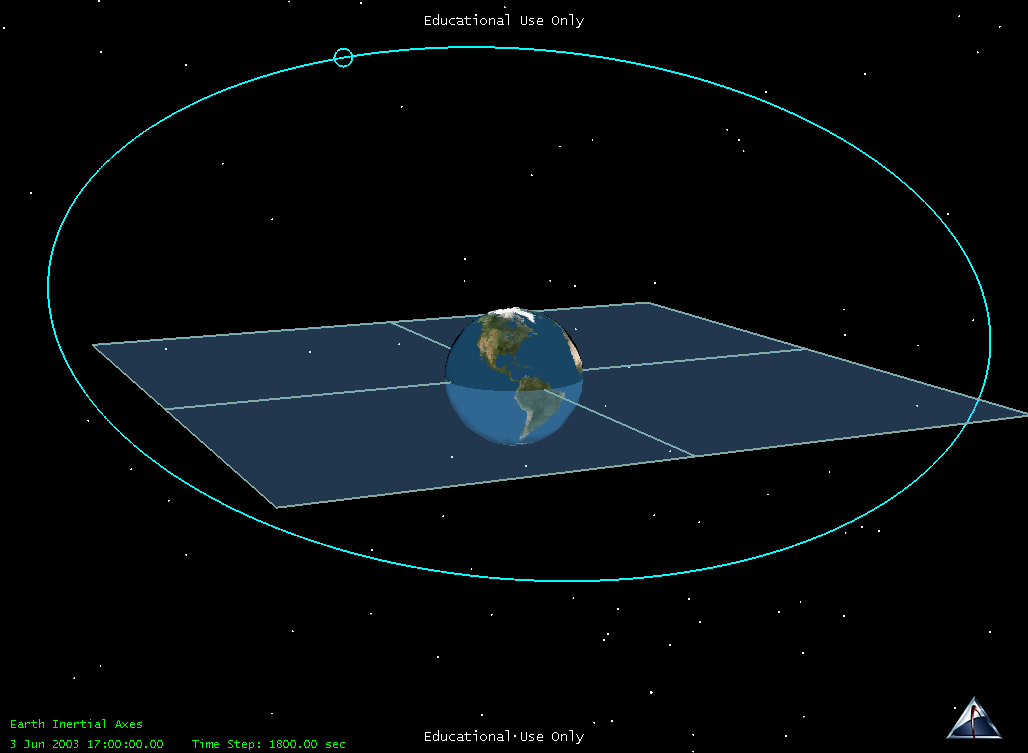 Educational Use Only
Earth Inertial Axes
3 Jun 2003 17:00:00.00    Time Step: 1800.00 sec
Educational Use Only